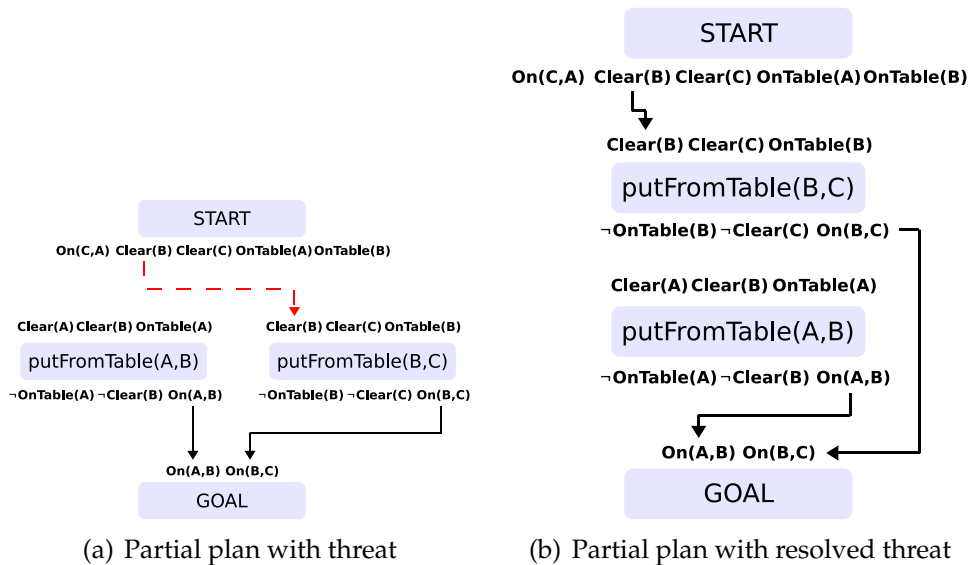 START
On(C,A) Clear(B) Clear(C) OnTable(A) OnTable(B)
Clear(A) Clear(B) OnTable(A)
putFromTable(A,B)
¬OnTable(A) ¬Clear(B) On(A,B)
Clear(B) Clear(C) OnTable(B)
putFromTable(B,C)
¬OnTable(B) ¬Clear(C) On(B,C)
On(A,B) On(B,C)
GOAL
(a) Partial plan with threat
START
On(C,A) Clear(B) Clear(C) OnTable(A) OnTable(B)
Clear(B) Clear(C) OnTable(B)
putFromTable(B,C)
¬OnTable(B) ¬Clear(C) On(B,C)
Clear(A) Clear(B) OnTable(A)
putFromTable(A,B)
¬OnTable(A) ¬Clear(B) On(A,B)
On(A,B) On(B,C)
GOAL
(b) Partial plan with resolved threat